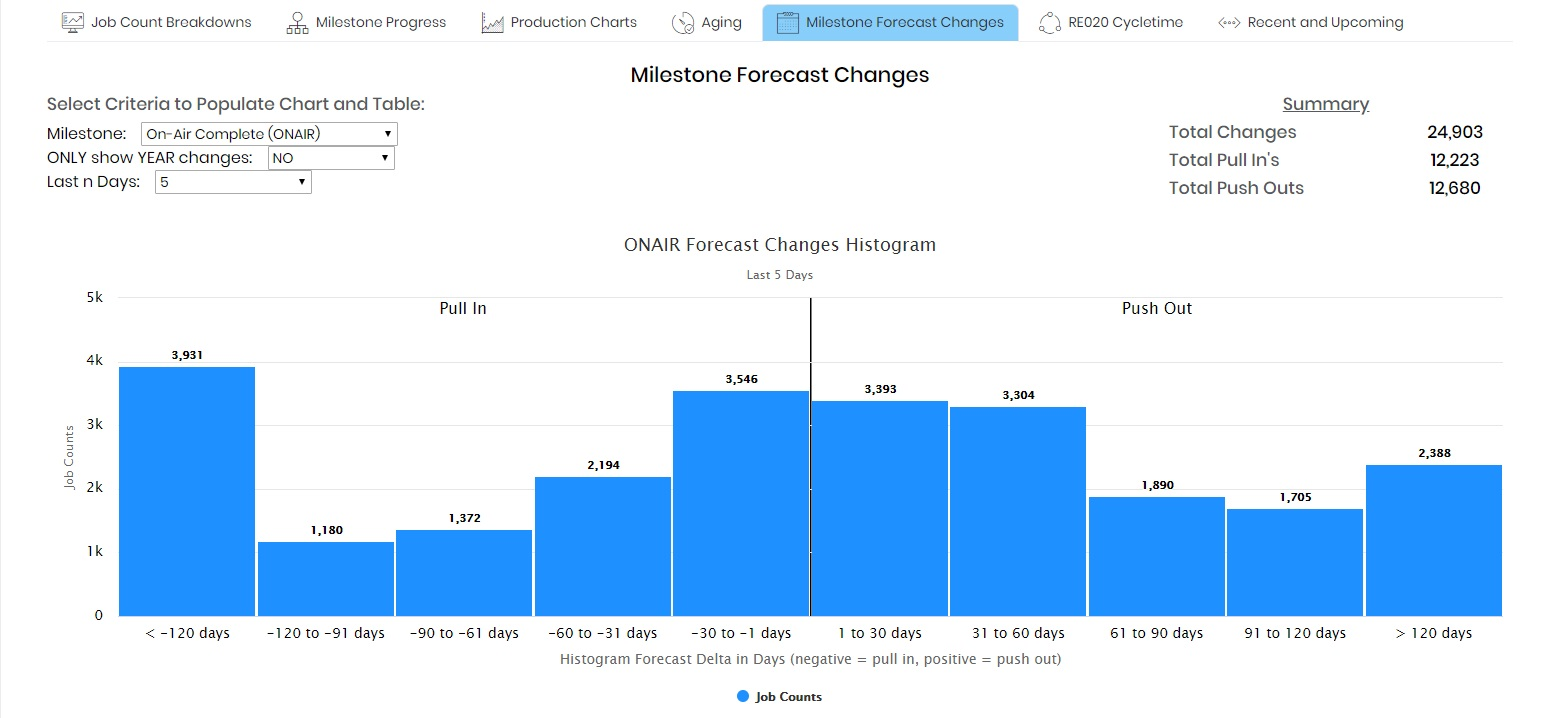 Job Count Breakdowns Milestone Progress Production Charts Aging Milestone Forecast Changes RE020 Cycletime Recent and Upcoming
Milestone Forecast Changes
Select Criteria to Populate Chart and Table:
Milestone: On-Air Complete (ONAIR)
ONLY show YEAR changes: NO
Last n Days: 5
Summary
Total Changes 24,903
Total Pull In's 12,223
Total Push Outs 12,680
ONAIR Forecast Changes Histogram
Last 5 Days
Pull In Push Out
5k
4k
3k
2k
1k
0
Job Counts
3,931 1,180 1,372 2,194 3,546 3,393 3,304 1,890 1,705 2,388
< -120 days -120 to -91 days -90 to -61 days -60 to -31 days -30 to -1 days 1 to 30 days 31 to 60 days 61 to 90 days 91 to 120 days > 120 days
Histogram Forecast Delta in Days (negative = pull in, positive = push out)
Job Counts